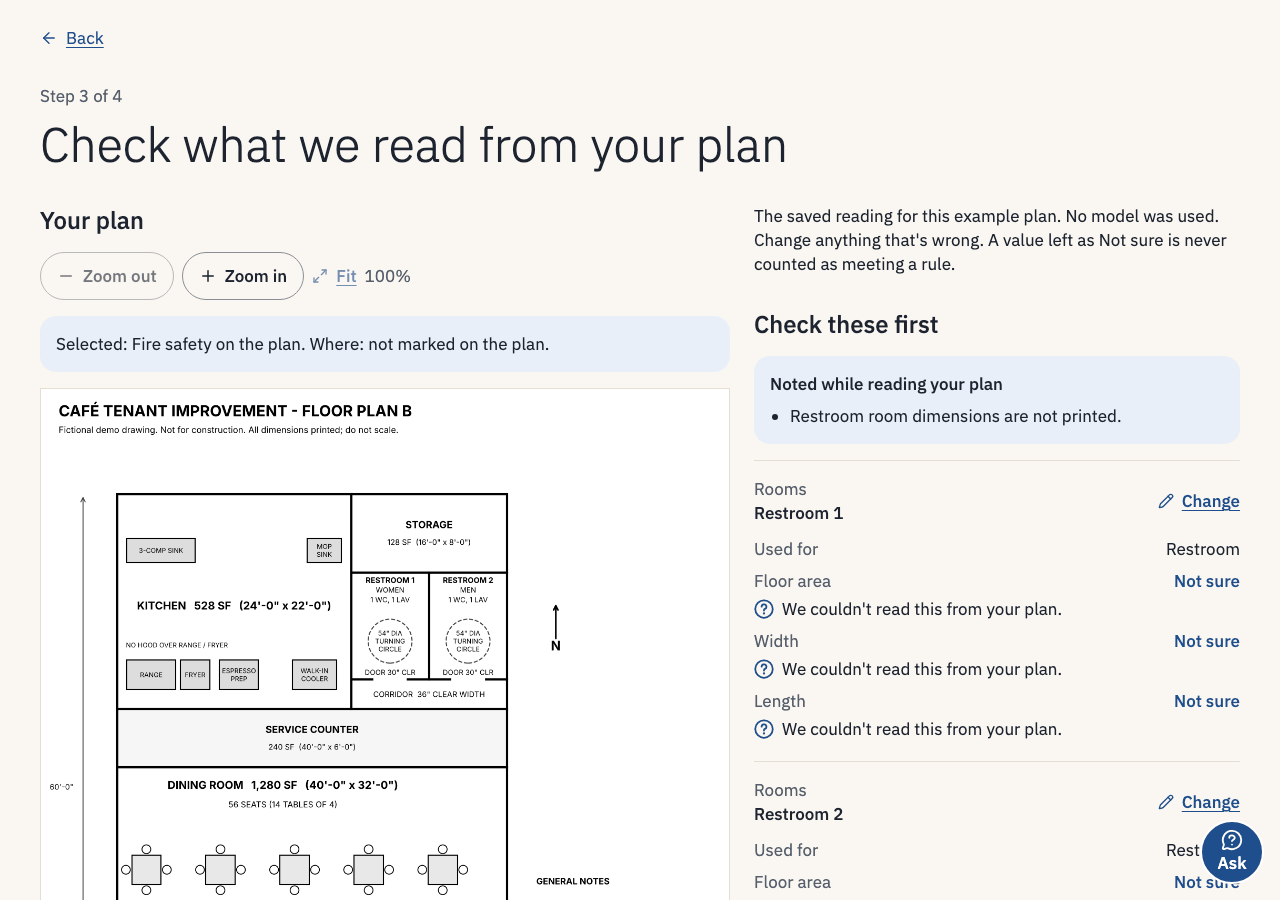 Back
Step 3 of 4
Check what we read from your plan
Your plan
Zoom out
Zoom in
Fit
100%
Selected: Fire safety on the plan. Where: not marked on the plan.
CAFÉ TENANT IMPROVEMENT - FLOOR PLAN B
Fictional demo drawing. Not for construction. All dimensions printed; do not scale.
3-COMP SINK
MOP
SINK
STORAGE
128 SF (16'-0" x 8'-0")
KITCHEN 528 SF (24'-0" x 22'-0")
RESTROOM 1
WOMEN
1 WC, 1 LAV
54" DIA
TURNING
CIRCLE
DOOR 30" CLR
RESTROOM 2
MEN
1 WC, 1 LAV
54" DIA
TURNING
CIRCLE
DOOR 30" CLR
N
NO HOOD OVER RANGE / FRYER
RANGE
FRYER
ESPRESSO
PREP
WALK-IN
COOLER
CORRIDOR 36" CLEAR WIDTH
SERVICE COUNTER
240 SF (40'-0" x 6'-0")
60'-0"
DINING ROOM 1,280 SF (40'-0" x 32'-0")
56 SEATS (14 TABLES OF 4)
GENERAL NOTES
The saved reading for this example plan. No model was used.
Change anything that's wrong. A value left as Not sure is never
counted as meeting a rule.
Check these first
Noted while reading your plan
Restroom room dimensions are not printed.
Rooms
Restroom 1
Change
Used for
Restroom
Floor area
Not sure
We couldn't read this from your plan.
Width
Not sure
We couldn't read this from your plan.
Length
Not sure
We couldn't read this from your plan.
Rooms
Restroom 2
Change
Used for
Rest
Floor area
Not sure
Ask